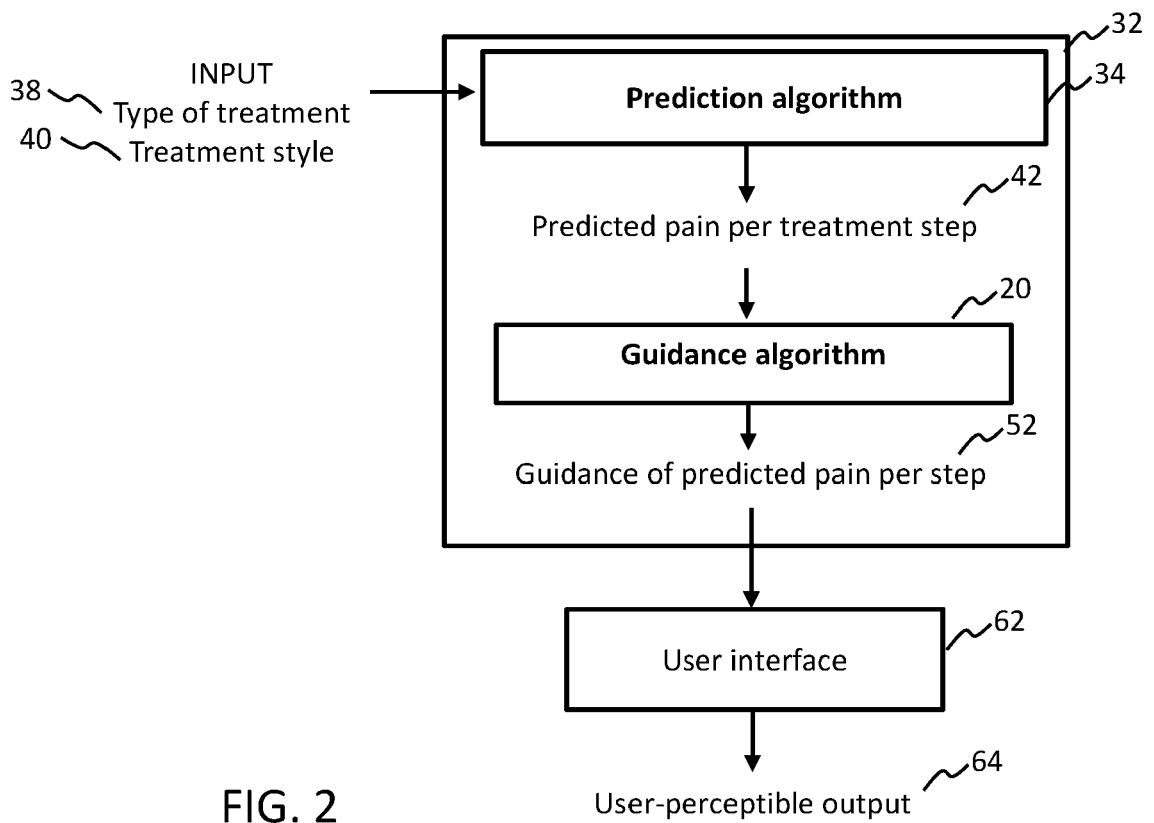 32
INPUT
Prediction algorithm
34
38
Type of treatment
40
Treatment style
42
Predicted pain per treatment step
20
Guidance algorithm
52
Guidance of predicted pain per step
62
User interface
64
User-perceptible output
FIG. 2